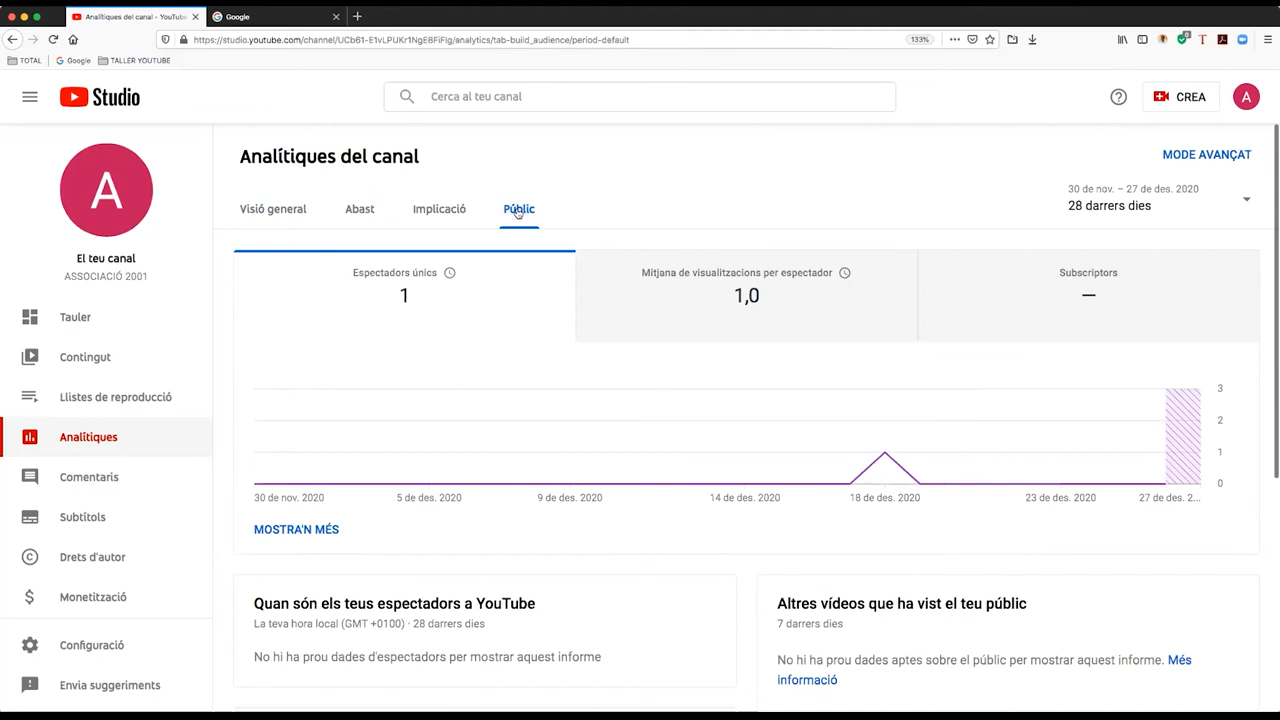 Analítiques del canal - YouTube
Google
https://studio.youtube.com/channel/UCb61-E1vLPUKr1NgE8FiFIg/analytics/tab-build_audience/period-default
133%
TOTAL
Google
TALLER YOUTUBE
Studio
Cerca al teu canal
CREA
A
A
El teu canal
ASSOCIACIÓ 2001
Tauler
Contingut
Llistes de reproducció
Analítiques
Comentaris
Subtítols
Drets d'autor
Monetització
Configuració
Envia suggeriments
Analítiques del canal
MODE AVANÇAT
Visió general
Abast
Implicació
Públic
30 de nov. – 27 de des. 2020
28 darrers dies
Espectadors únics
1
Mitjana de visualitzacions per espectador
1,0
Subscriptors
—
3
2
1
0
30 de nov. 2020
5 de des. 2020
9 de des. 2020
14 de des. 2020
18 de des. 2020
23 de des. 2020
27 de des. 2...
MOSTRA'N MÉS
Quan són els teus espectadors a YouTube
La teva hora local (GMT +0100) · 28 darrers dies
No hi ha prou dades d'espectadors per mostrar aquest informe
Altres vídeos que ha vist el teu públic
7 darrers dies
No hi ha prou dades aptes sobre el públic per mostrar aquest informe. Més
informació